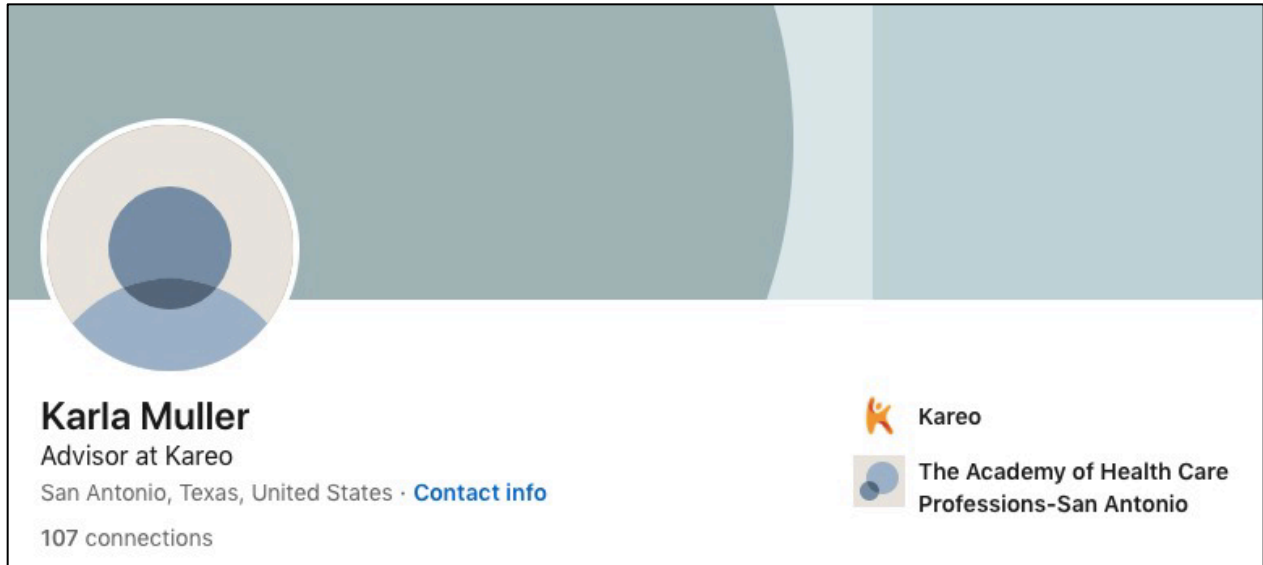 Karla Muller
Advisor at Kareo
San Antonio, Texas, United States · Contact info
107 connections
Kareo
The Academy of Health Care
Professions-San Antonio